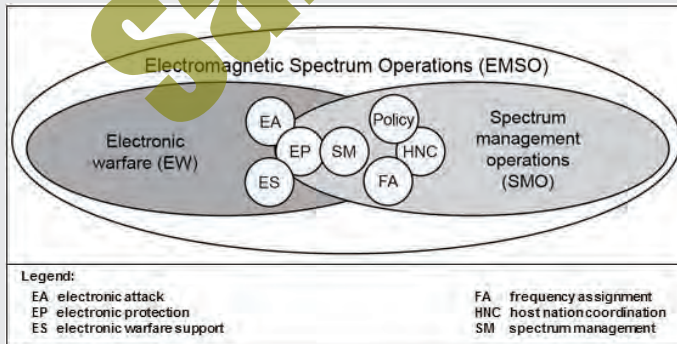 Electromagnetic Spectrum Operations (EMSO)
Electronic
warfare (EW)
EA
EP
ES
SM
Policy
HNC
FA
Spectrum
management
operations
(SMO)
Legend:
EA electronic attack
EP electronic protection
ES electronic warfare support
FA frequency assignment
HNC host nation coordination
SM spectrum management